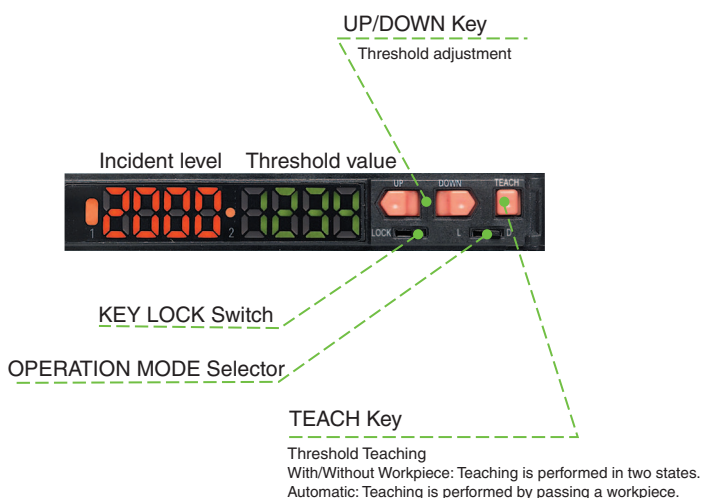 UP/DOWN Key
Threshold adjustment
Incident level Threshold value
UP DOWN TEACH
2000 1234
1 2 LOCK L D
KEY LOCK Switch
OPERATION MODE Selector
TEACH Key
Threshold Teaching
With/Without Workpiece: Teaching is performed in two states.
Automatic: Teaching is performed by passing a workpiece.